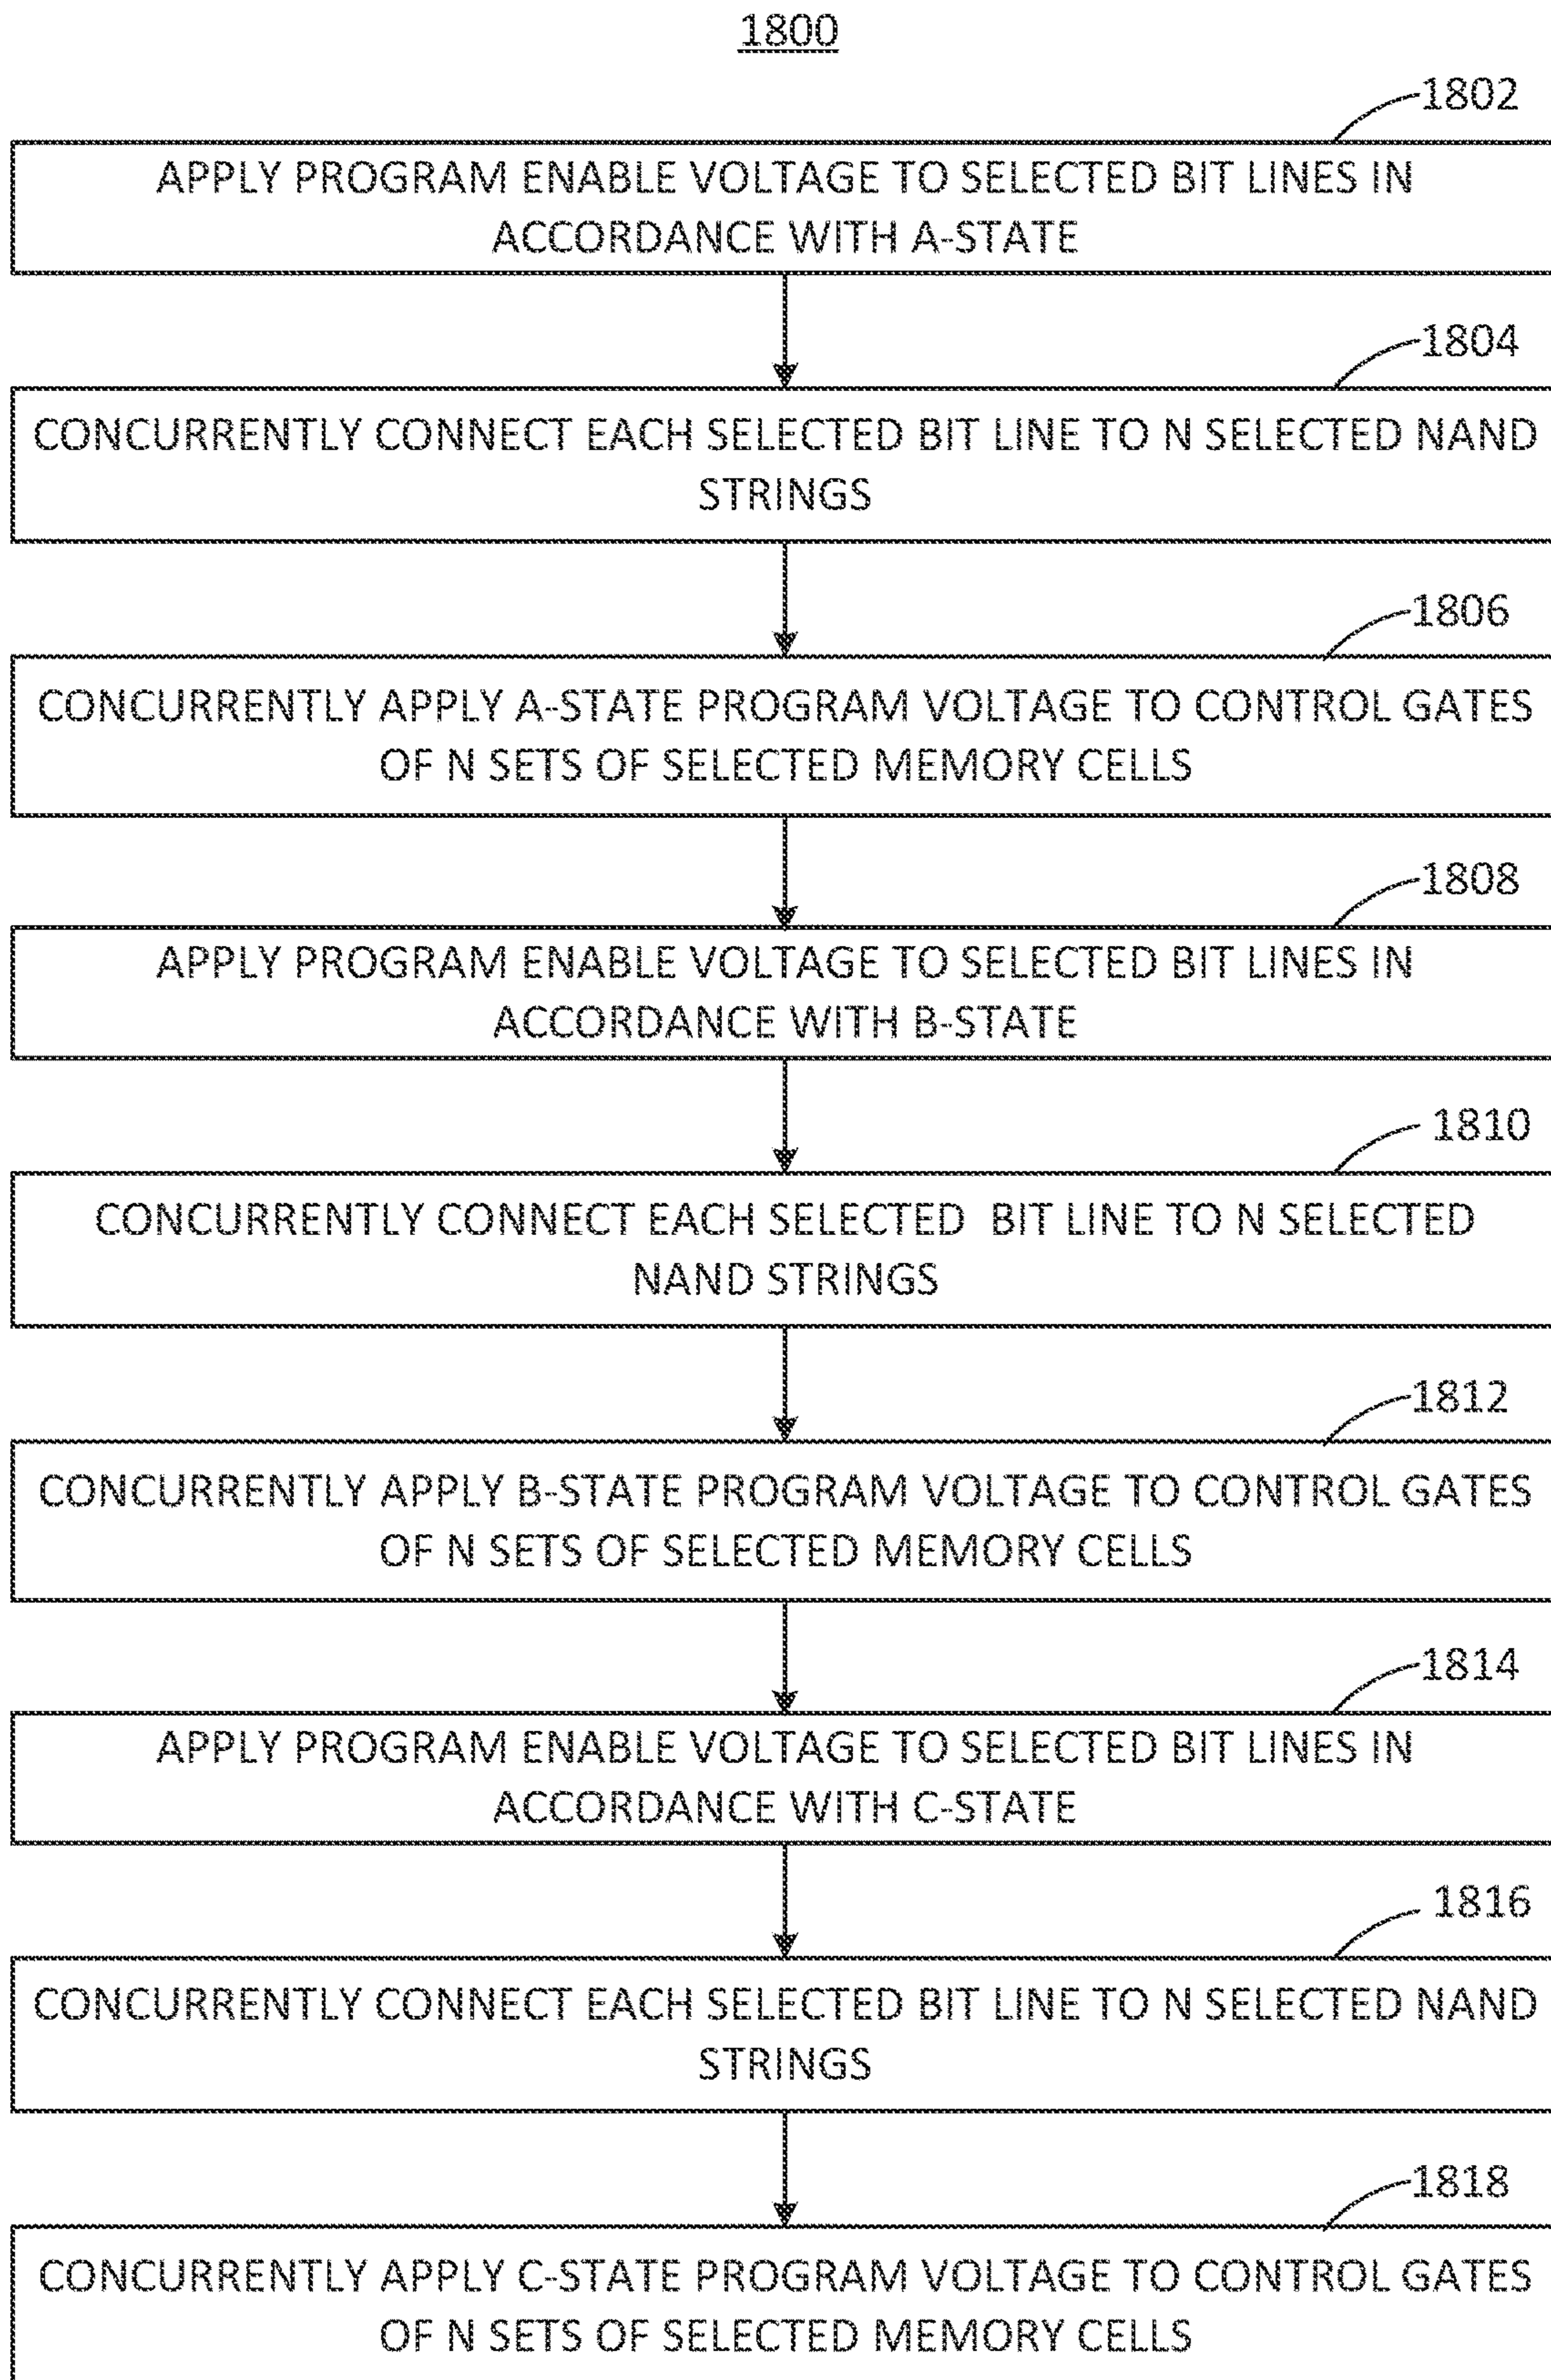 1800
1802
APPLY PROGRAM ENABLE VOLTAGE TO SELECTED BIT LINES IN
ACCORDANCE WITH A-STATE
1804
CONCURRENTLY CONNECT EACH SELECTED BIT LINE TO N SELECTED NAND
STRINGS
1806
CONCURRENTLY APPLY A-STATE PROGRAM VOLTAGE TO CONTROL GATES
OF N SETS OF SELECTED MEMORY CELLS
1808
APPLY PROGRAM ENABLE VOLTAGE TO SELECTED BIT LINES IN
ACCORDANCE WITH B-STATE
1810
CONCURRENTLY CONNECT EACH SELECTED BIT LINE TO N SELECTED
NAND STRINGS
1812
CONCURRENTLY APPLY B-STATE PROGRAM VOLTAGE TO CONTROL GATES
OF N SETS OF SELECTED MEMORY CELLS
1814
APPLY PROGRAM ENABLE VOLTAGE TO SELECTED BIT LINES IN
ACCORDANCE WITH C-STATE
1816
CONCURRENTLY CONNECT EACH SELECTED BIT LINE TO N SELECTED NAND
STRINGS
1818
CONCURRENTLY APPLY C-STATE PROGRAM VOLTAGE TO CONTROL GATES
OF N SETS OF SELECTED MEMORY CELLS